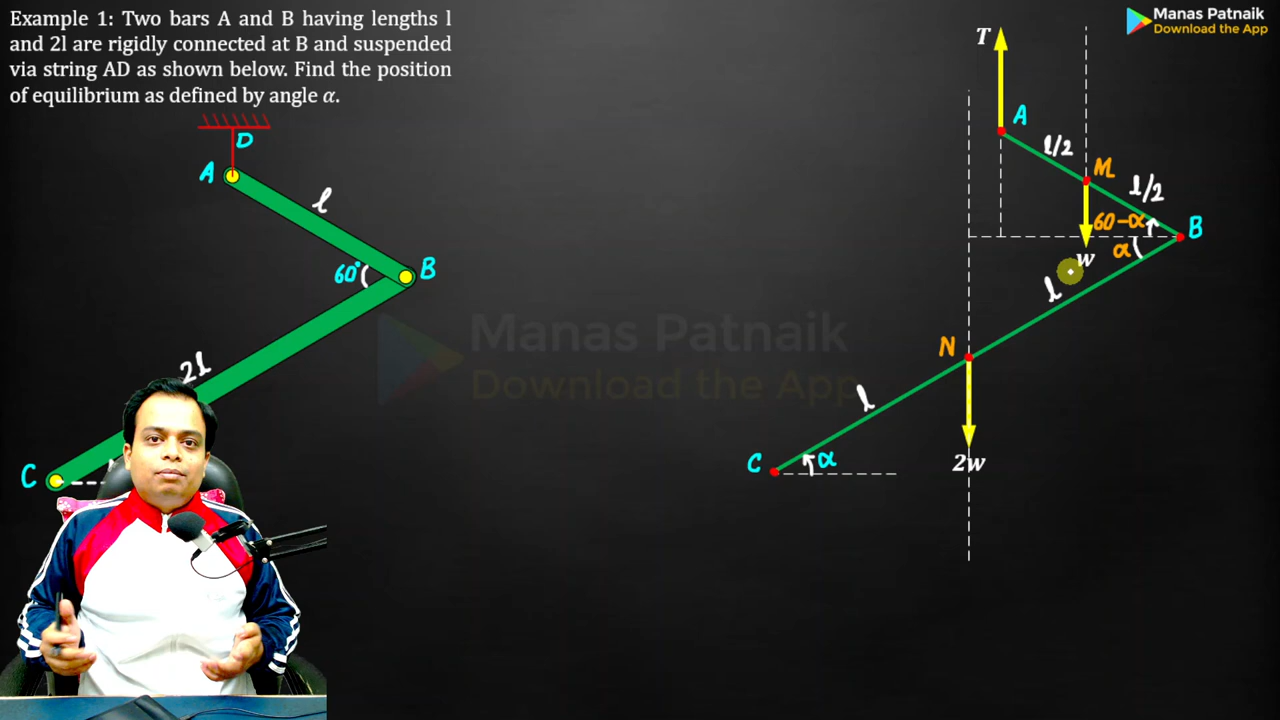 Example 1: Two bars A and B having lengths l
and 2l are rigidly connected at B and suspended
via string AD as shown below. Find the position
of equilibrium as defined by angle α.
Manas Patnaik
Download the App
D
A
l
60°
B
2l
C
T
A
l/2
M
l/2
60-α
B
α
w
l
N
l
C
α
2w
Manas Patnaik
Download the App